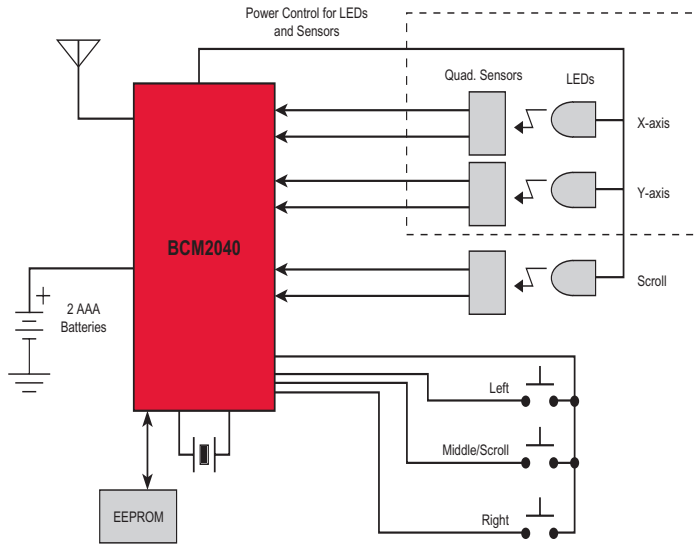 Power Control for LEDs
and Sensors
Quad. Sensors
LEDs
X-axis
Y-axis
BCM2040
Scroll
+
2 AAA
Batteries
Left
Middle/Scroll
Right
EEPROM